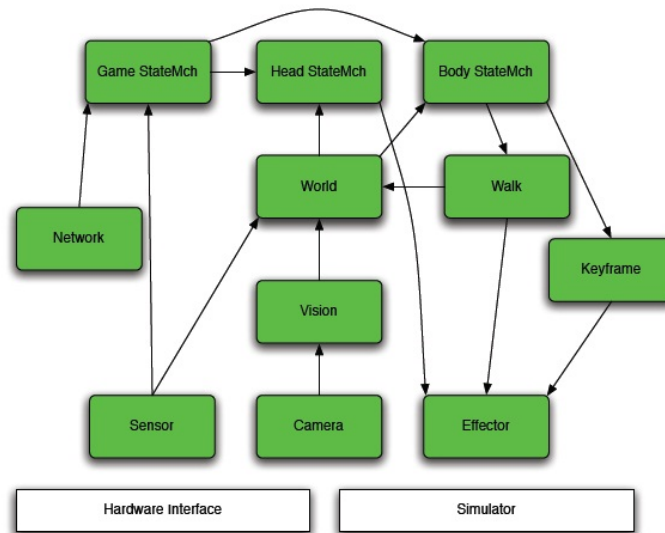 Game StateMch
Head StateMch
Body StateMch
World
Walk
Network
Keyframe
Vision
Sensor
Camera
Effector
Hardware Interface
Simulator